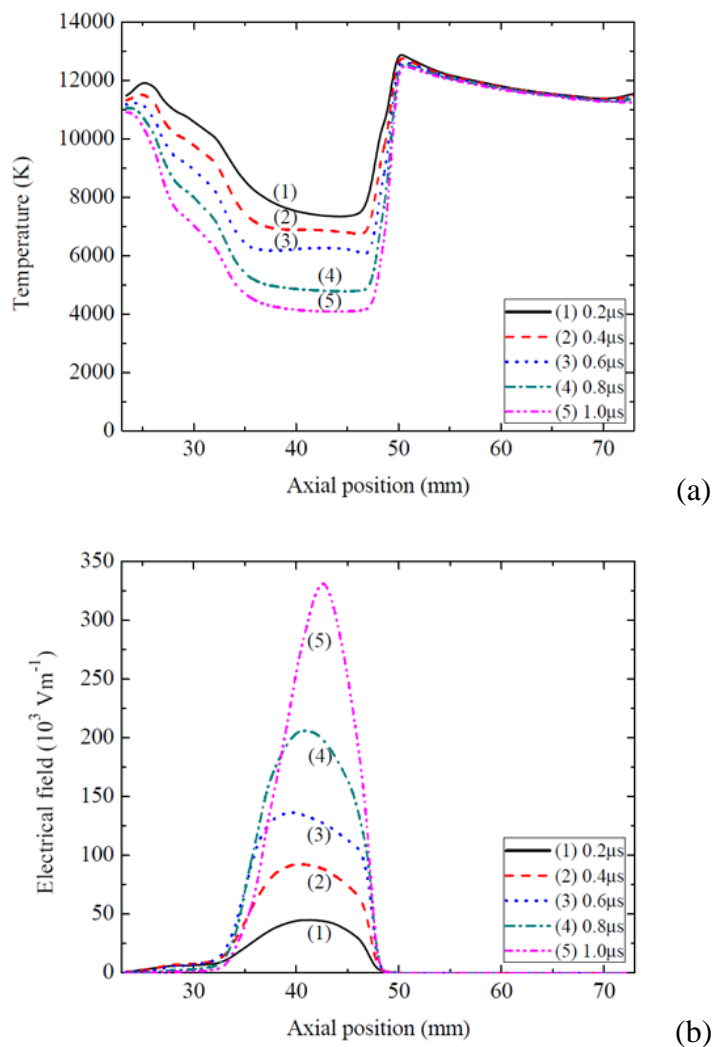 14000
12000
10000
8000
6000
4000
2000
0
Temperature (K)
(1)
(2)
(3)
(4)
(5)
(1) 0.2μs
(2) 0.4μs
(3) 0.6μs
(4) 0.8μs
(5) 1.0μs
30 40 50 60 70
Axial position (mm)
(a)
350
300
250
200
150
100
50
0
Electrical field (10³ Vm⁻¹)
(5)
(4)
(3)
(2)
(1)
(1) 0.2μs
(2) 0.4μs
(3) 0.6μs
(4) 0.8μs
(5) 1.0μs
30 40 50 60 70
Axial position (mm)
(b)